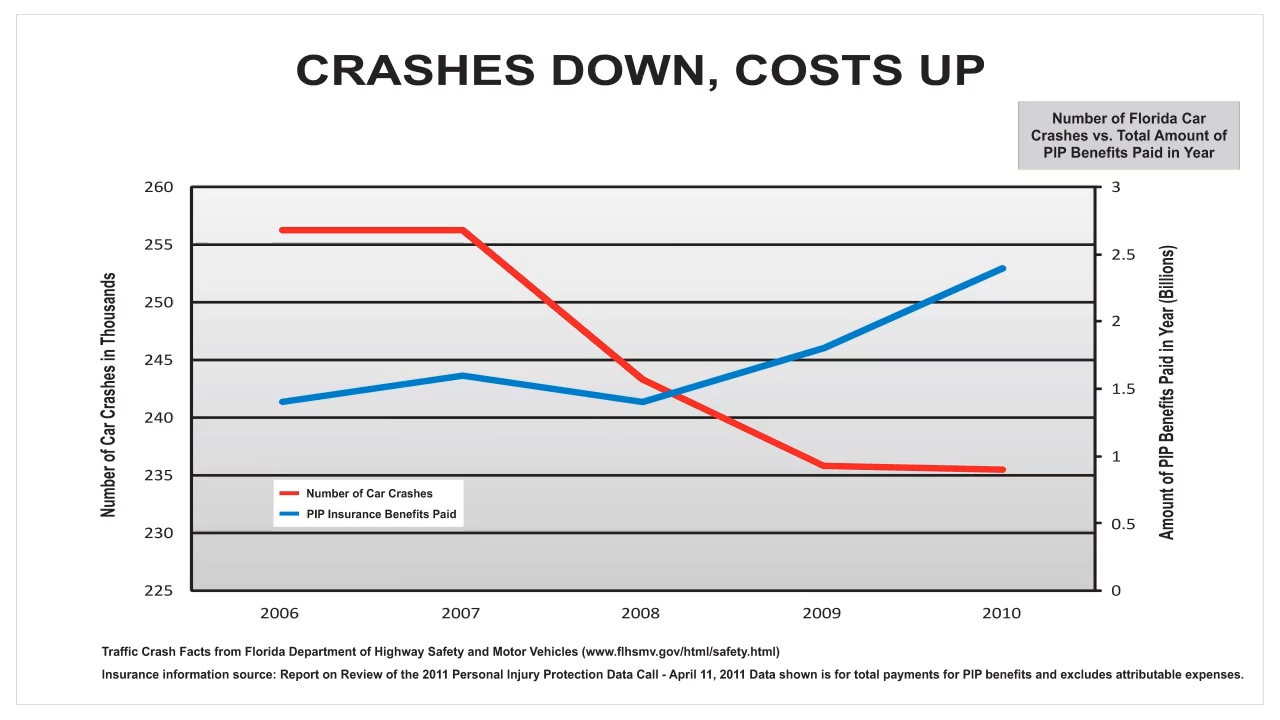 CRASHES DOWN, COSTS UP
Number of Florida Car
Crashes vs. Total Amount of
PIP Benefits Paid in Year
Number of Car Crashes in Thousands
260
255
250
245
240
235
230
225
3
2.5
2
1.5
1
0.5
0
Amount of PIP Benefits Paid in Year (Billions)
Number of Car Crashes
PIP Insurance Benefits Paid
2006 2007 2008 2009 2010
Traffic Crash Facts from Florida Department of Highway Safety and Motor Vehicles (www.flhsmv.gov/html/safety.html)
Insurance information source: Report on Review of the 2011 Personal Injury Protection Data Call - April 11, 2011 Data shown is for total payments for PIP benefits and excludes attributable expenses.